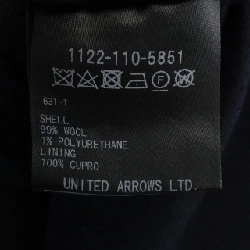 1122-110-5851
631-1
SHELL
99% WOOL
1% POLYURETHANE
LINING
100% CUPRO
UNITED ARROWS LTD.